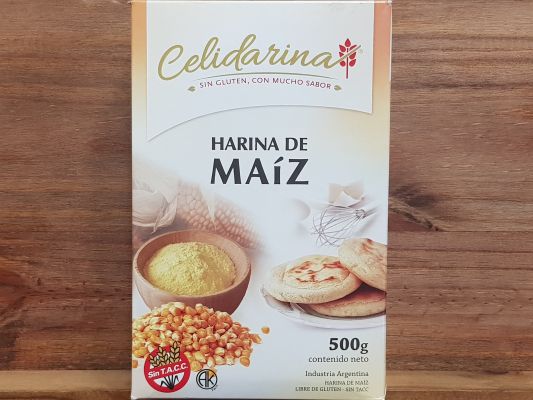 Celidarina
SIN GLUTEN, CON MUCHO SABOR
HARINA DE
MAíZ
500g
contenido neto
Industria Argentina
HARINA DE MAÍZ
LIBRE DE GLUTEN - SIN TACC
Sin T.A.C.C.
AK